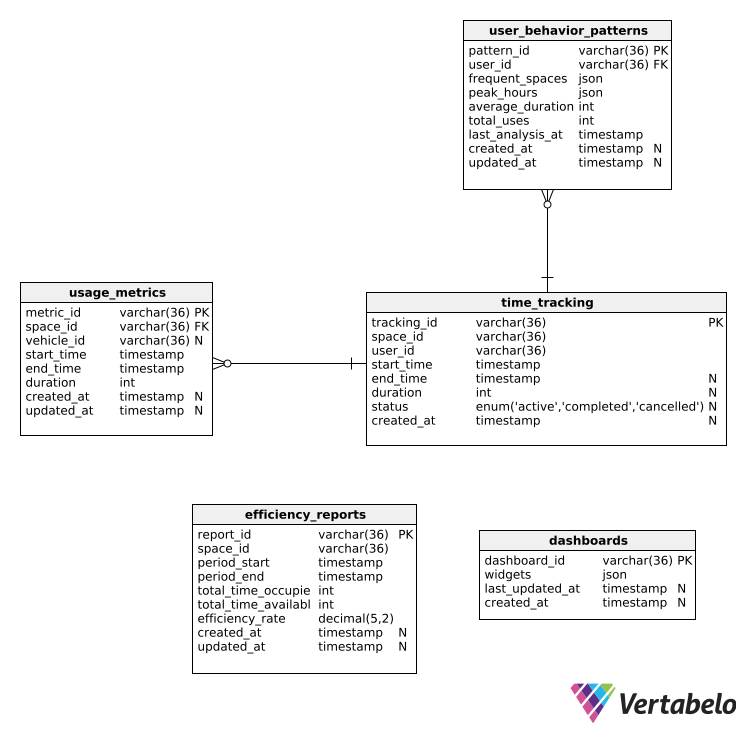 user_behavior_patterns
pattern_id varchar(36) PK
user_id varchar(36) FK
frequent_spaces json
peak_hours json
average_duration int
total_uses int
last_analysis_at timestamp
created_at timestamp N
updated_at timestamp N
usage_metrics
metric_id varchar(36) PK
space_id varchar(36) FK
vehicle_id varchar(36) N
start_time timestamp
end_time timestamp
duration int
created_at timestamp N
updated_at timestamp N
time_tracking
tracking_id varchar(36) PK
space_id varchar(36)
user_id varchar(36)
start_time timestamp
end_time timestamp N
duration int N
status enum('active','completed','cancelled') N
created_at timestamp N
efficiency_reports
report_id varchar(36) PK
space_id varchar(36)
period_start timestamp
period_end timestamp
total_time_occupie int
total_time_availabl int
efficiency_rate decimal(5,2)
created_at timestamp N
updated_at timestamp N
dashboards
dashboard_id varchar(36) PK
widgets json
last_updated_at timestamp N
created_at timestamp N
Vertabelo